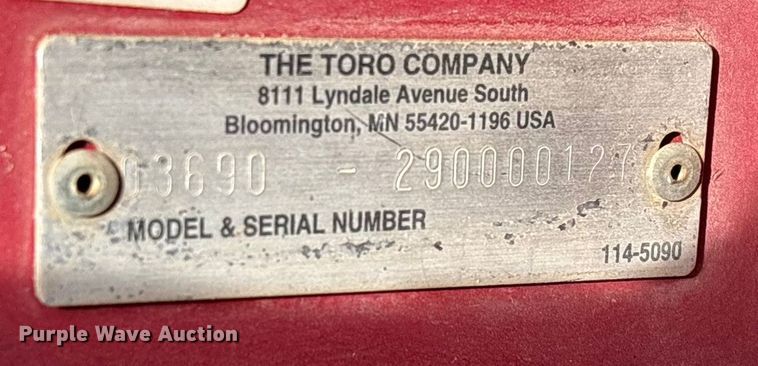 THE TORO COMPANY
8111 Lyndale Avenue South
Bloomington, MN 55420-1196 USA
03690 - 290000127
MODEL & SERIAL NUMBER
114-5090
Purple Wave Auction